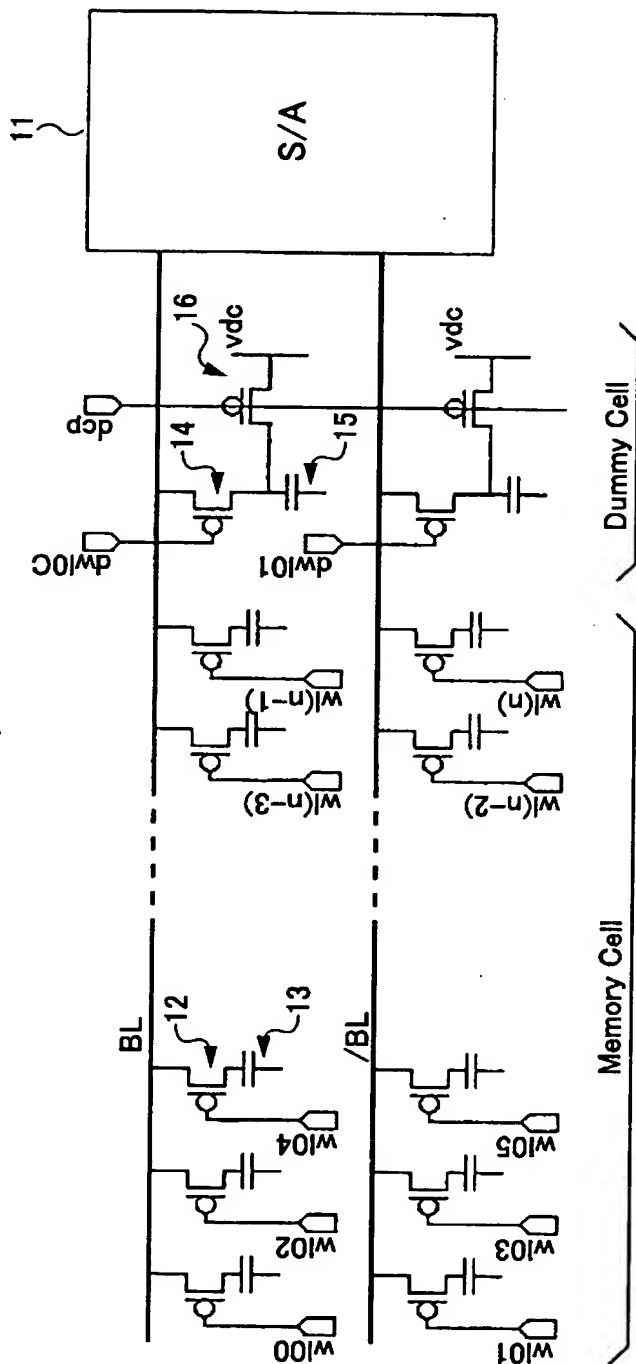 11
S/A
dcp
16
vdc
dwl0C
14
15
vdc
dwl01
wl(n-1)
wl(n-3)
wl(n)
wl(n-2)
BL
12
13
wl04
wl02
wl00
/BL
wl05
wl03
wl01
Memory Cell
Dummy Cell